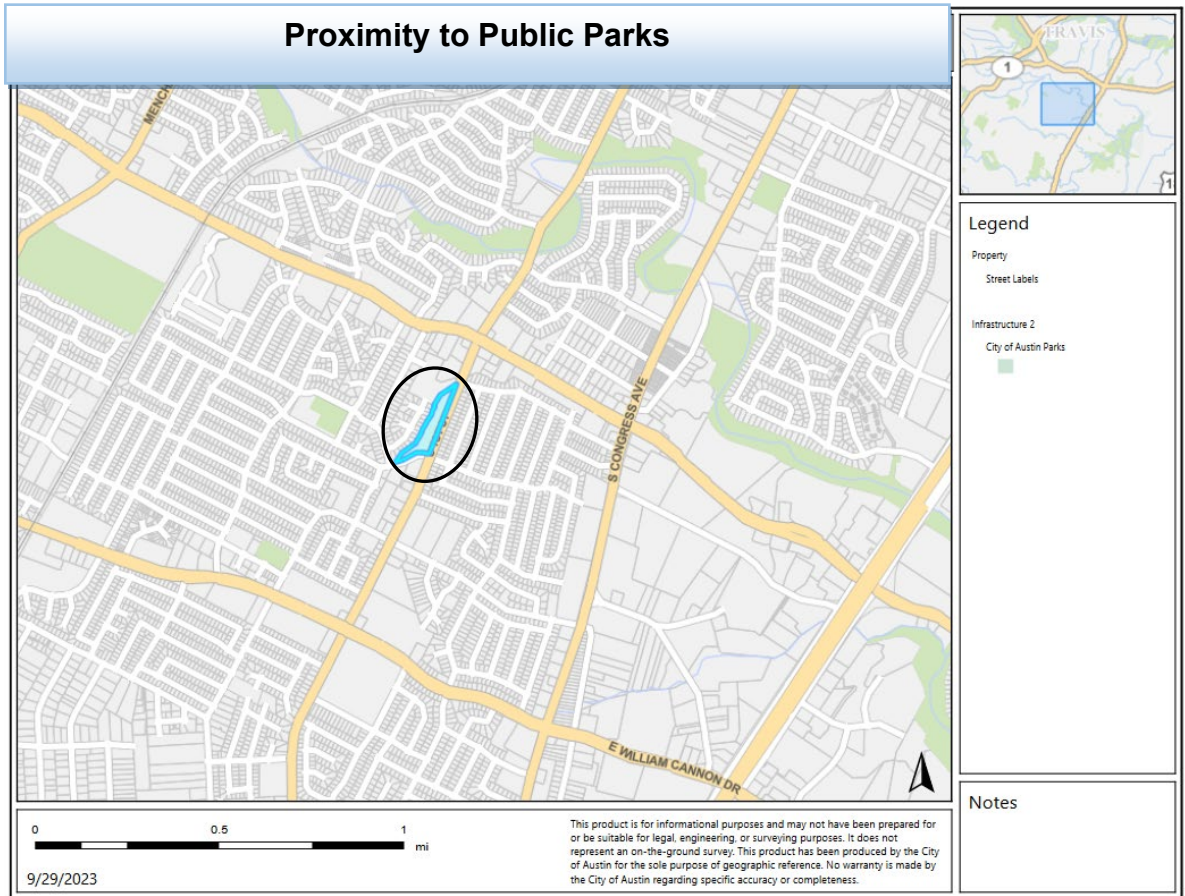 Proximity to Public Parks
TRAVIS
1
1
MENCH
S CONGRESS AVE
E WILLIAM CANNON DR
Legend
Property
Street Labels
Infrastructure 2
City of Austin Parks
Notes
0 0.5 1
mi
9/29/2023
This product is for informational purposes and may not have been prepared for
or be suitable for legal, engineering, or surveying purposes. It does not
represent an on-the-ground survey. This product has been produced by the City
of Austin for the sole purpose of geographic reference. No warranty is made by
the City of Austin regarding specific accuracy or completeness.